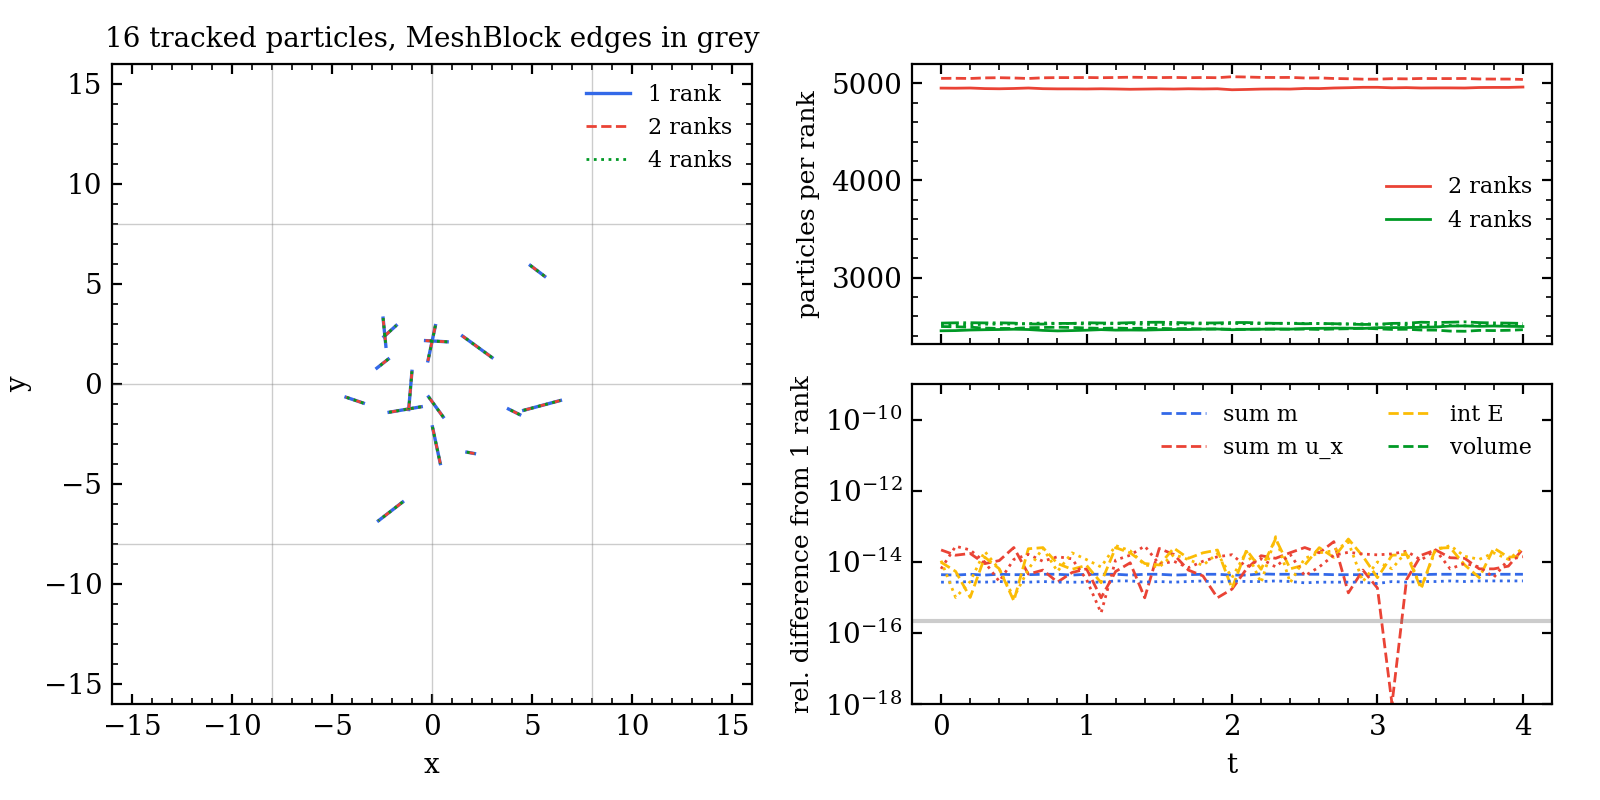 16 tracked particles, MeshBlock edges in grey
1 rank
2 ranks
4 ranks
15
10
5
0
−5
−10
−15
y
−15
−10
−5
0
5
10
15
x
5000
4000
3000
particles per rank
2 ranks
4 ranks
10⁻¹⁰
10⁻¹²
10⁻¹⁴
10⁻¹⁶
10⁻¹⁸
rel. difference from 1 rank
sum m
sum m u_x
int E
volume
0
1
2
3
4
t